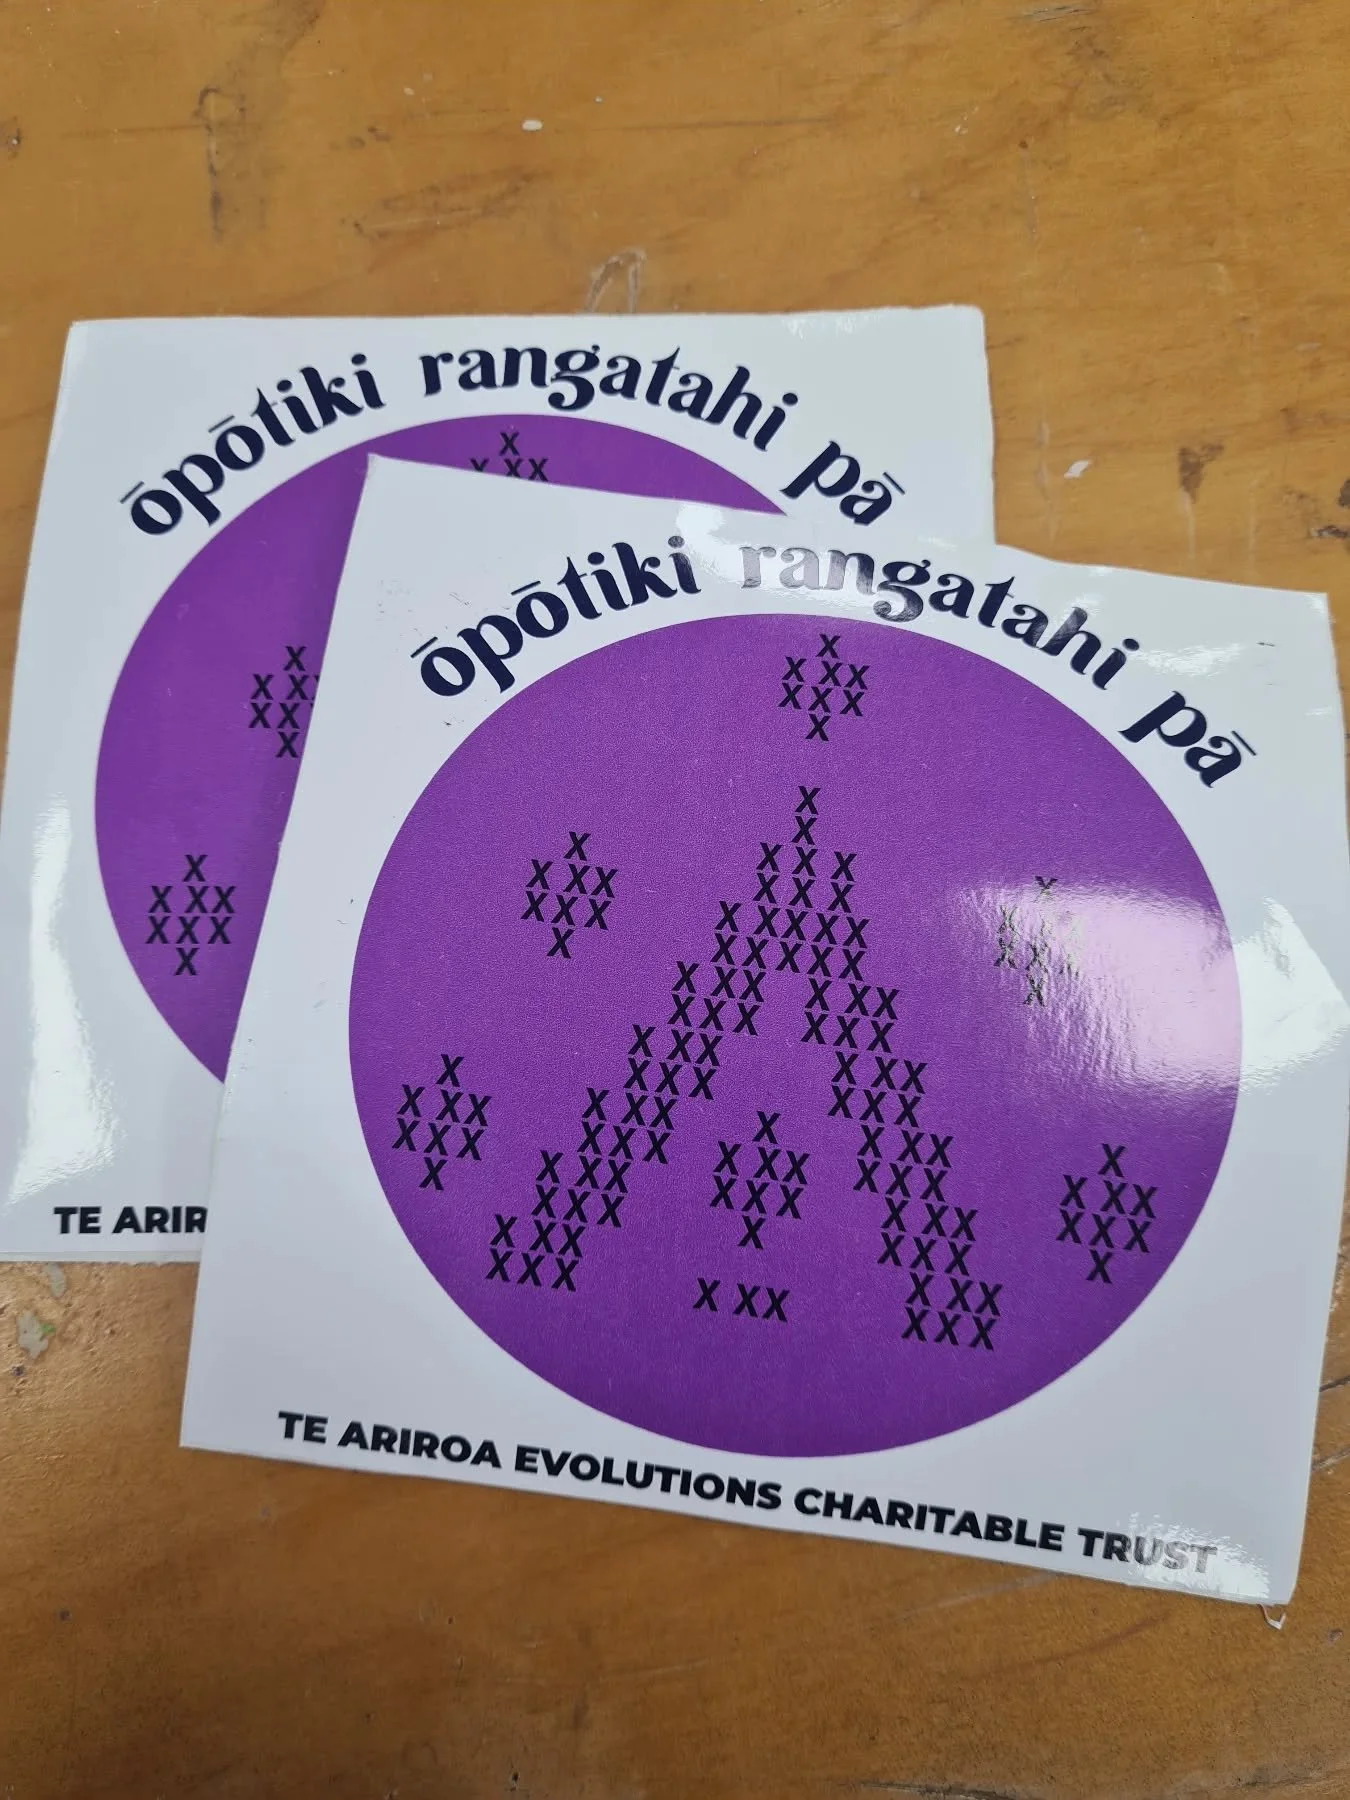 ōpōtiki rangatahi pā
TE ARIR
ōpōtiki rangatahi pā
TE ARIROA EVOLUTIONS CHARITABLE TRUST